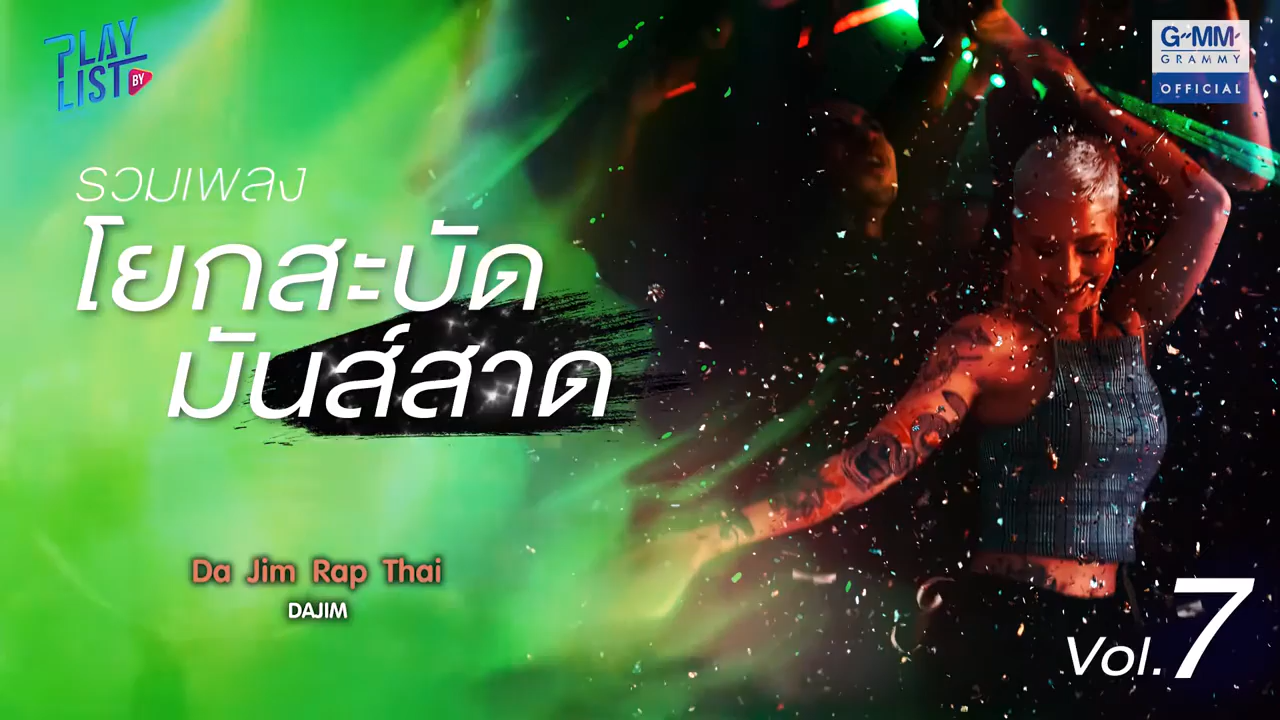 PLAY
LIST BY
GMM
GRAMMY
OFFICIAL
รวมเพลง
โยกสะบัด
มันส์สาด
Da Jim Rap Thai
DAJIM
Vol.7